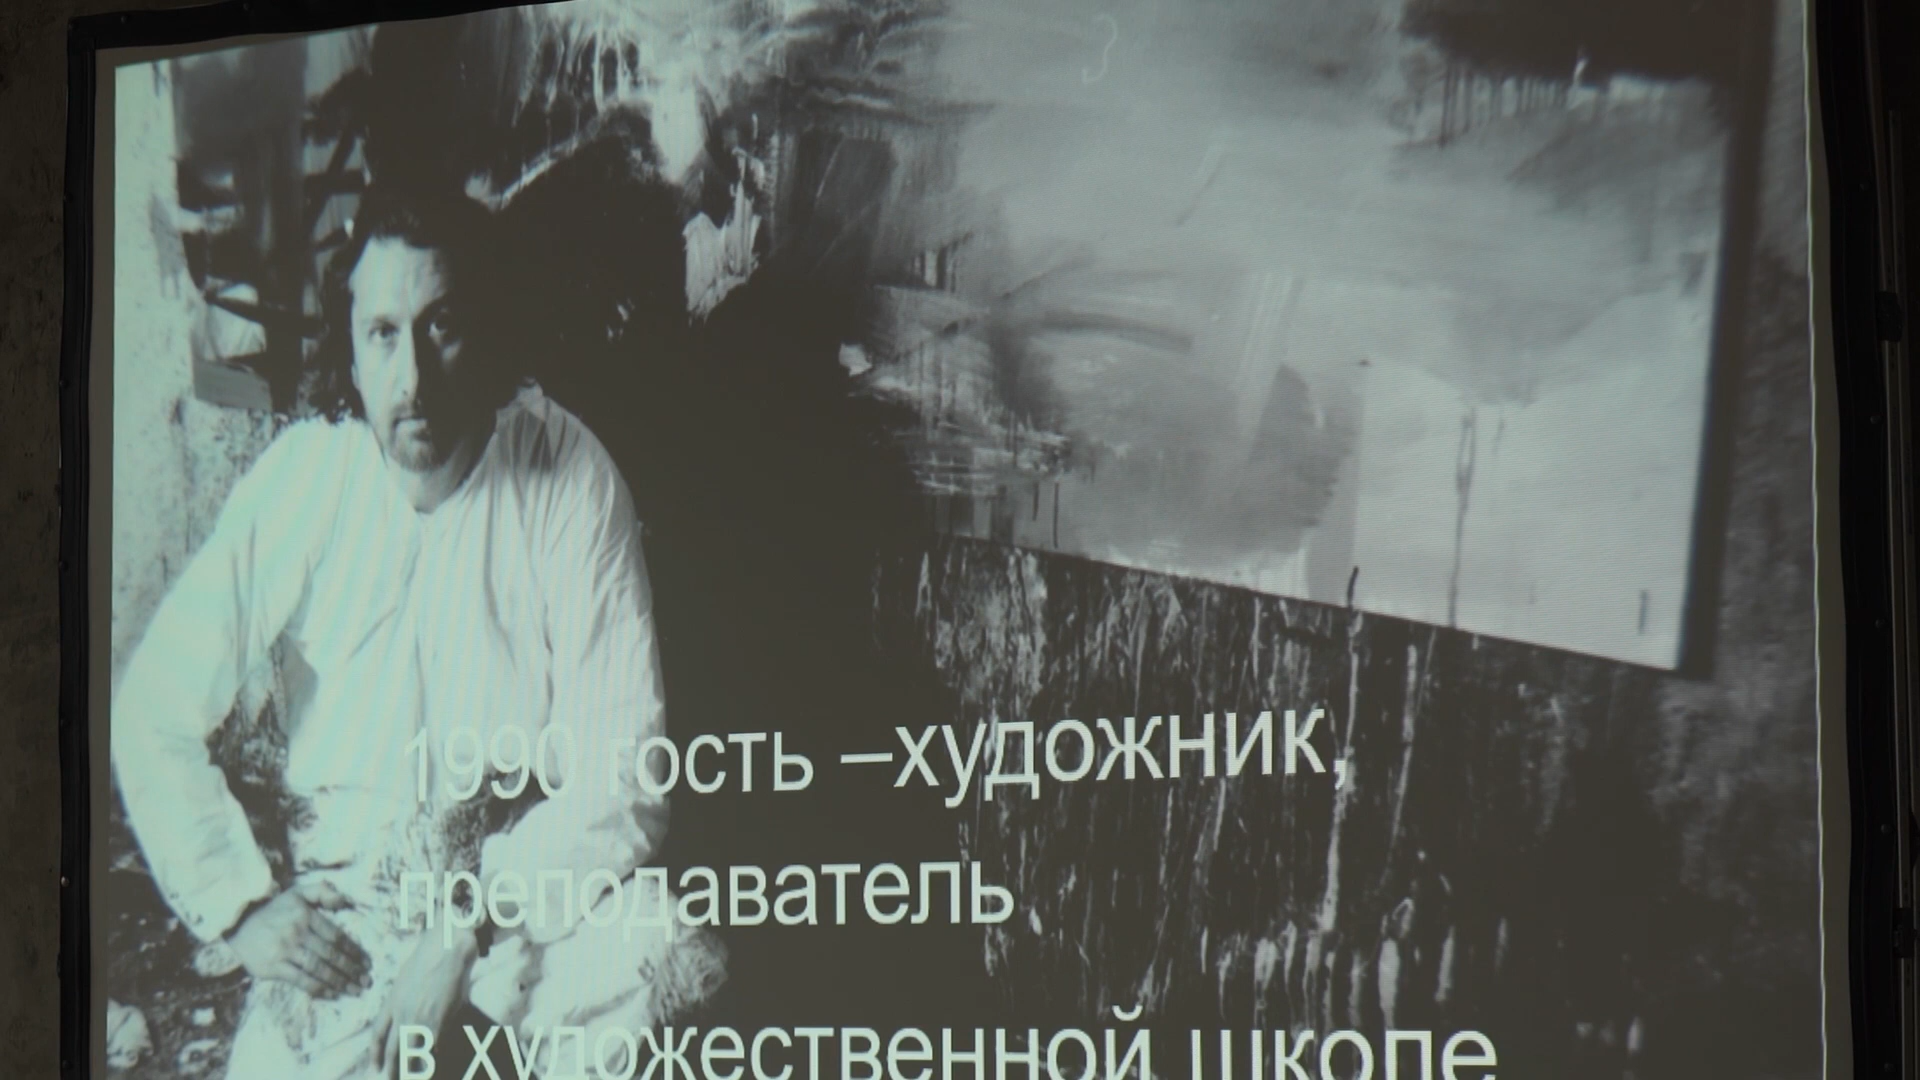 1990 гость –художник,
преподаватель
в художественной школе